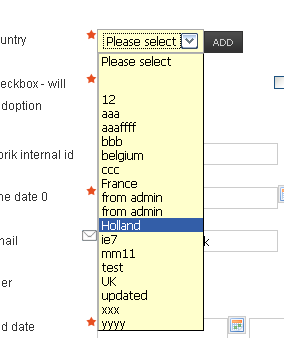 untry
Please select
ADD
Please select
eckbox - will
12
doption
aaa
aaaffff
bbb
brik internal id
belgium
ccc
France
ne date 0
from admin
from admin
Holland
nail
k
ie7
mm11
test
er
UK
updated
xxx
d date
yyyy